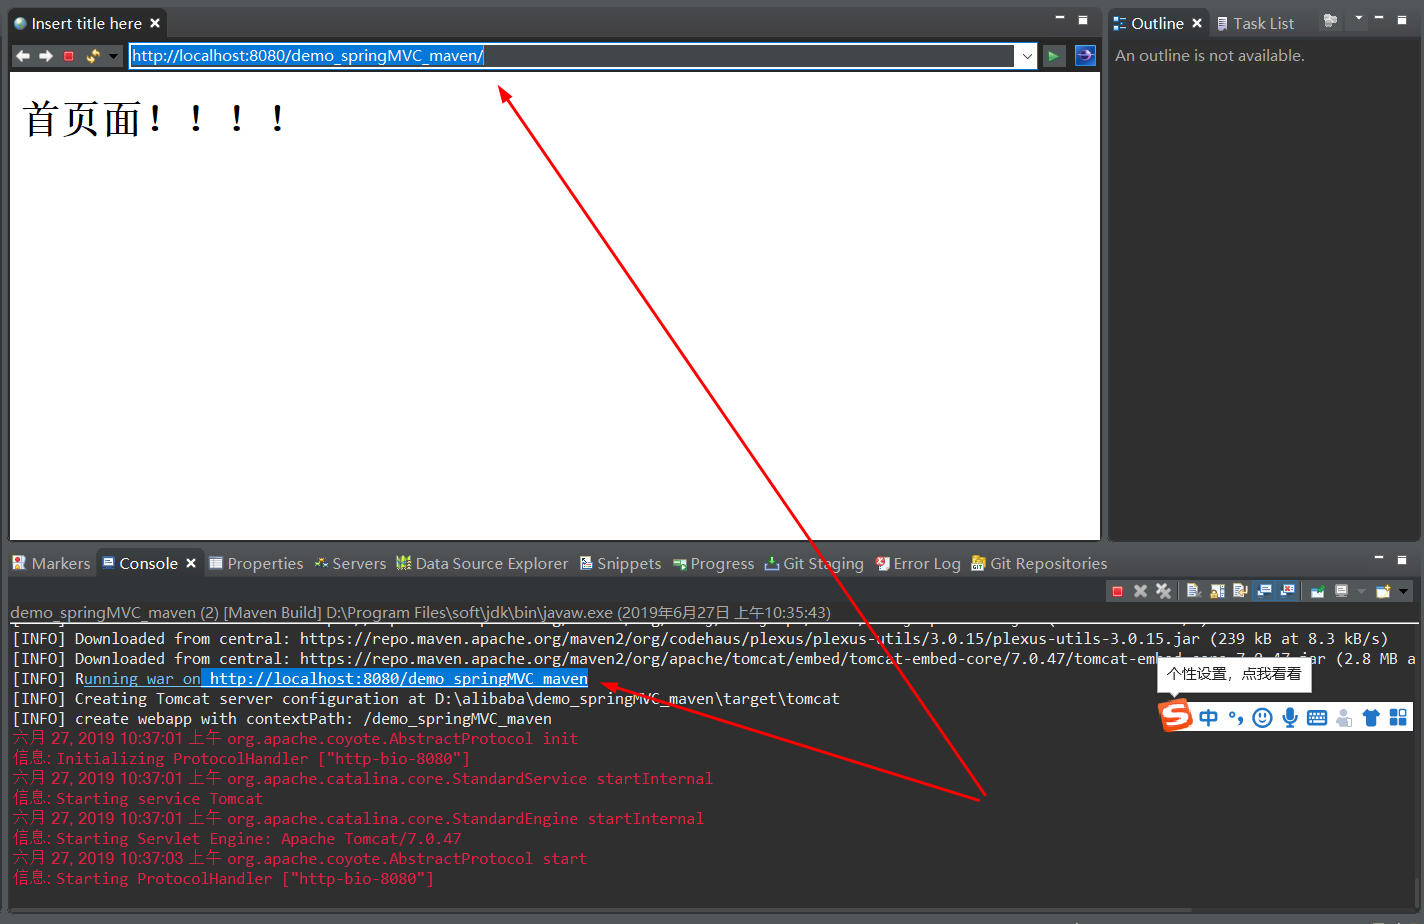 Insert title here
Outline
Task List
http://localhost:8080/demo_springMVC_maven/
An outline is not available.
首页面！！！！
Markers
Console
Properties
Servers
Data Source Explorer
Snippets
Progress
Git Staging
Error Log
Git Repositories
demo_springMVC_maven (2) [Maven Build] D:\Program Files\soft\jdk\bin\javaw.exe (2019年6月27日 上午10:35:43)
[INFO] Downloaded from central: https://repo.maven.apache.org/maven2/org/codehaus/plexus/plexus-utils/3.0.15/plexus-utils-3.0.15.jar (239 kB at 8.3 kB/s)
[INFO] Downloaded from central: https://repo.maven.apache.org/maven2/org/apache/tomcat/embed/tomcat-embed-core/7.0.47/tomcat-embed-core-7.0.47.jar (2.8 MB a
[INFO] Running war on http://localhost:8080/demo_springMVC_maven
个性设置，点我看看
[INFO] Creating Tomcat server configuration at D:\alibaba\demo_springMVC_maven\target\tomcat
[INFO] create webapp with contextPath: /demo_springMVC_maven
中
六月 27, 2019 10:37:01 上午 org.apache.coyote.AbstractProtocol init
信息: Initializing ProtocolHandler ["http-bio-8080"]
六月 27, 2019 10:37:01 上午 org.apache.catalina.core.StandardService startInternal
信息: Starting service Tomcat
六月 27, 2019 10:37:01 上午 org.apache.catalina.core.StandardEngine startInternal
信息: Starting Servlet Engine: Apache Tomcat/7.0.47
六月 27, 2019 10:37:03 上午 org.apache.coyote.AbstractProtocol start
信息: Starting ProtocolHandler ["http-bio-8080"]